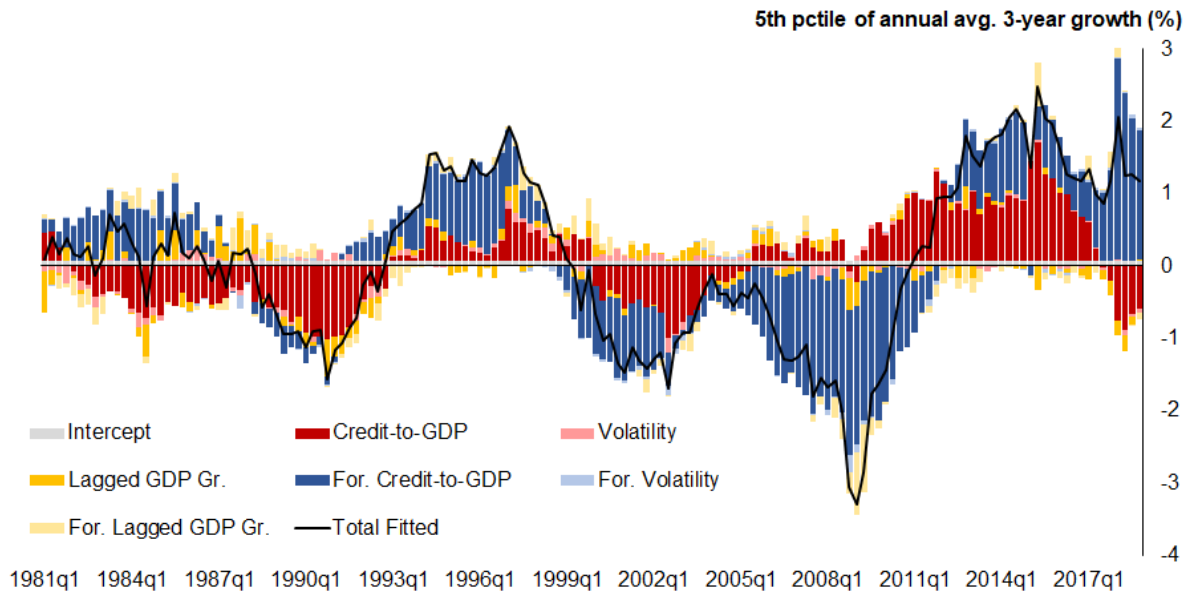 5th pctile of annual avg. 3-year growth (%)
3
2
1
0
-1
-2
-3
-4
Intercept Credit-to-GDP Volatility
Lagged GDP Gr. For. Credit-to-GDP For. Volatility
For. Lagged GDP Gr. Total Fitted
1981q1 1984q1 1987q1 1990q1 1993q1 1996q1 1999q1 2002q1 2005q1 2008q1 2011q1 2014q1 2017q1